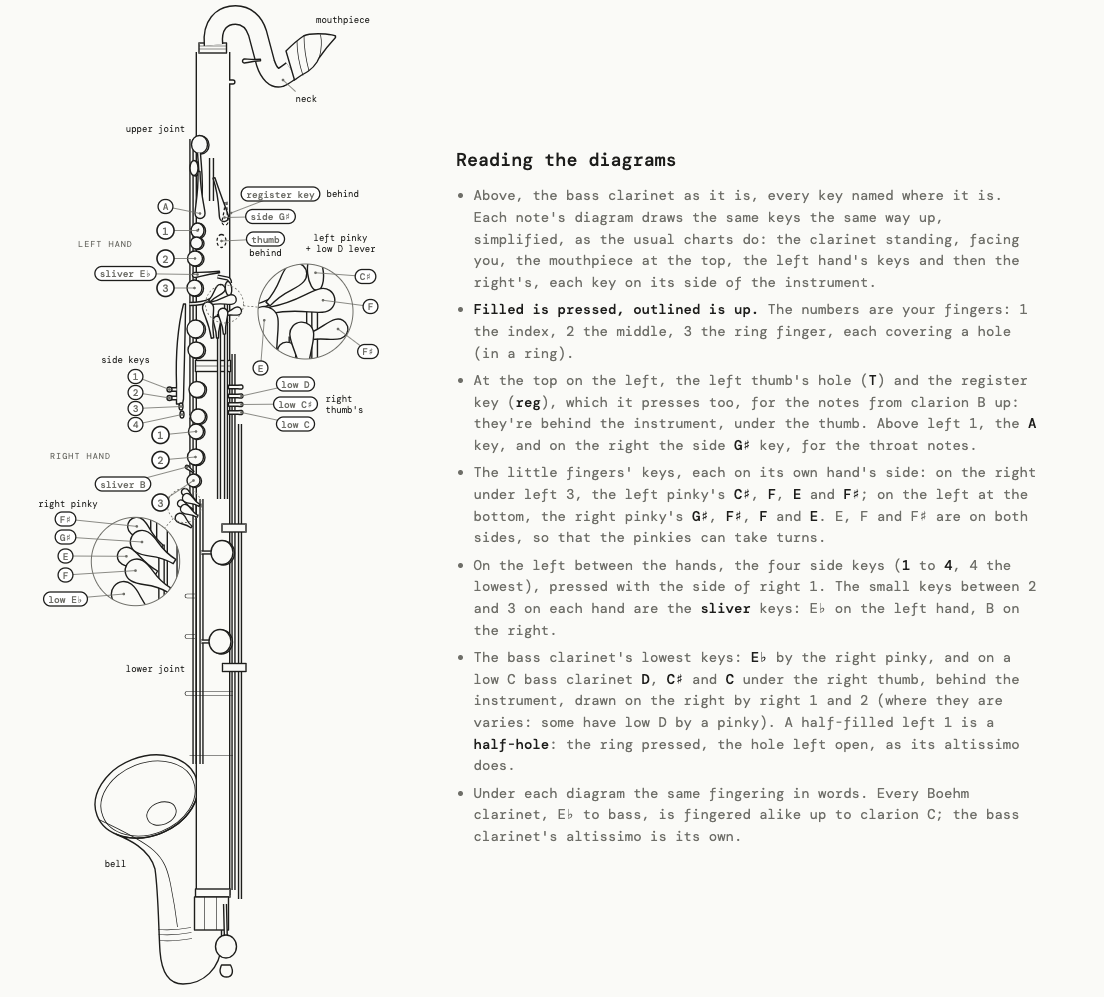 mouthpiece
neck
upper joint
register key behind
side G♯
A
1
LEFT HAND
thumb
behind
left pinky
+ low D lever
2
sliver E♭
3
C♯
F
F♯
E
side keys
1
2
3
4
low D
low C♯
low C
right
thumb's
1
RIGHT HAND
2
sliver B
3
right pinky
F♯
G♯
E
F
low E♭
lower joint
bell
Reading the diagrams
• Above, the bass clarinet as it is, every key named where it is.
Each note's diagram draws the same keys the same way up,
simplified, as the usual charts do: the clarinet standing, facing
you, the mouthpiece at the top, the left hand's keys and then the
right's, each key on its side of the instrument.
• Filled is pressed, outlined is up. The numbers are your fingers: 1
the index, 2 the middle, 3 the ring finger, each covering a hole
(in a ring).
• At the top on the left, the left thumb's hole (T) and the register
key (reg), which it presses too, for the notes from clarion B up:
they're behind the instrument, under the thumb. Above left 1, the A
key, and on the right the side G♯ key, for the throat notes.
• The little fingers' keys, each on its own hand's side: on the right
under left 3, the left pinky's C♯, F, E and F♯; on the left at the
bottom, the right pinky's G♯, F♯, F and E. E, F and F♯ are on both
sides, so that the pinkies can take turns.
• On the left between the hands, the four side keys (1 to 4, 4 the
lowest), pressed with the side of right 1. The small keys between 2
and 3 on each hand are the sliver keys: E♭ on the left hand, B on
the right.
• The bass clarinet's lowest keys: E♭ by the right pinky, and on a
low C bass clarinet D, C♯ and C under the right thumb, behind the
instrument, drawn on the right by right 1 and 2 (where they are
varies: some have low D by a pinky). A half-filled left 1 is a
half-hole: the ring pressed, the hole left open, as its altissimo
does.
• Under each diagram the same fingering in words. Every Boehm
clarinet, E♭ to bass, is fingered alike up to clarion C; the bass
clarinet's altissimo is its own.